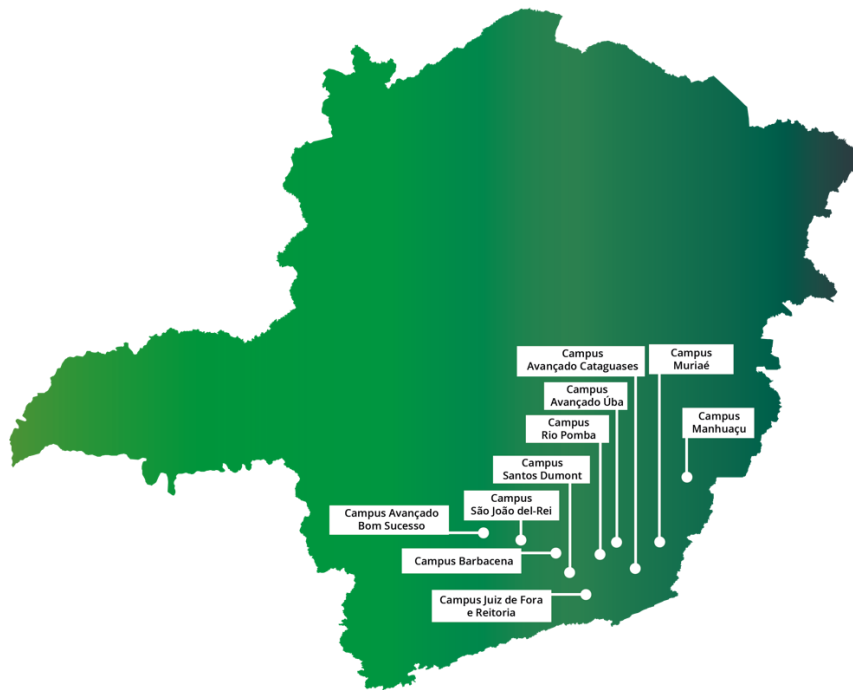 Campus
Avançado Cataguases
Campus
Muriaé
Campus
Avançado Úba
Campus
Rio Pomba
Campus
Manhuaçu
Campus
Santos Dumont
Campus
São João del-Rei
Campus Avançado
Bom Sucesso
Campus Barbacena
Campus Juiz de Fora
e Reitoria